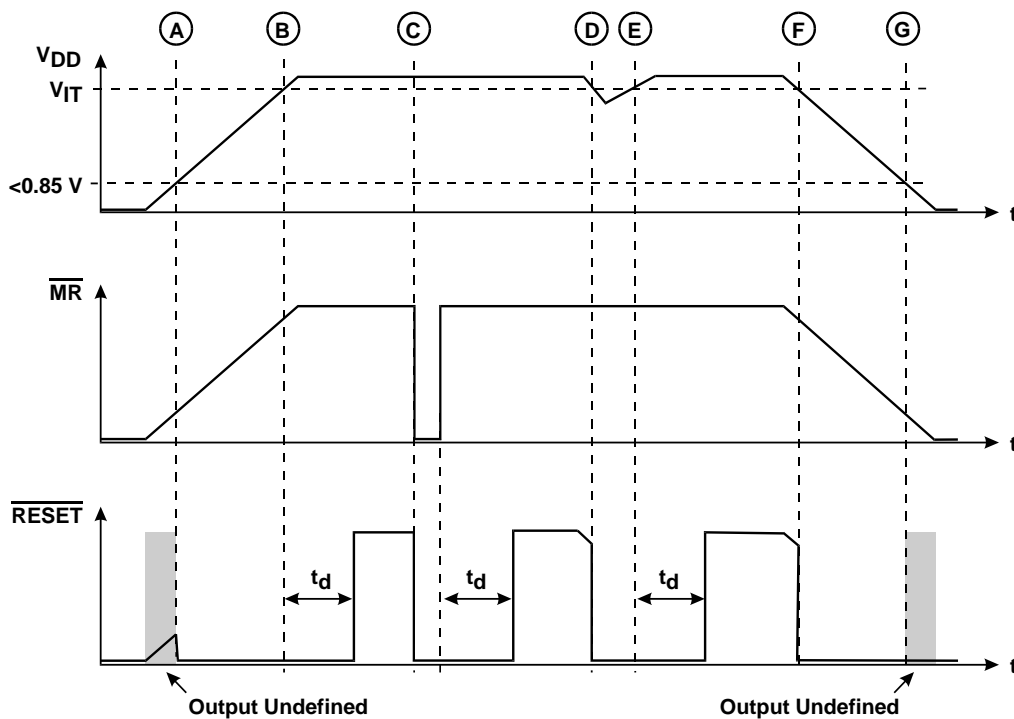 A B C D E F G
VDD
VIT
<0.85 V
t
MR
t
RESET
td td td
t
Output Undefined Output Undefined